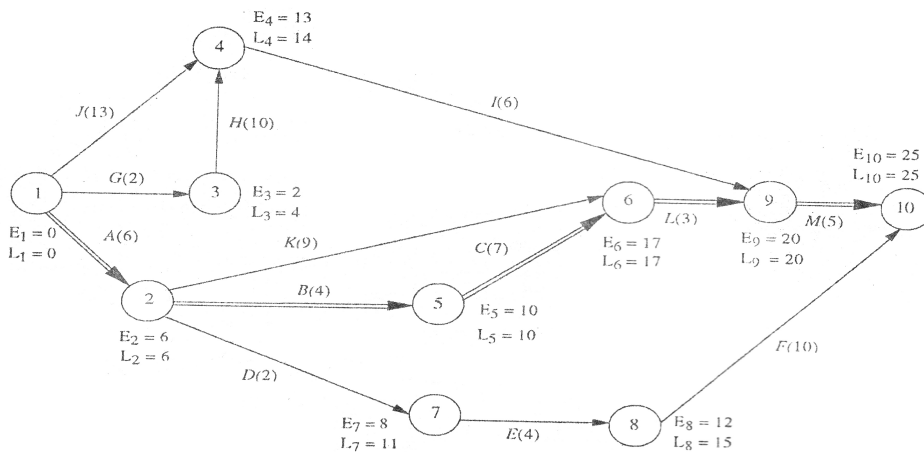 E4 = 13
L4 = 14
4
J(13)
H(10)
I(6)
1
G(2)
3
E3 = 2
L3 = 4
E1 = 0
L1 = 0
A(6)
K(9)
C(7)
6
L(3)
9
M(5)
10
E10 = 25
L10 = 25
E6 = 17
L6 = 17
E9 = 20
L9 = 20
2
B(4)
5
E5 = 10
L5 = 10
E2 = 6
L2 = 6
D(2)
F(10)
7
E(4)
8
E7 = 8
L7 = 11
E8 = 12
L8 = 15